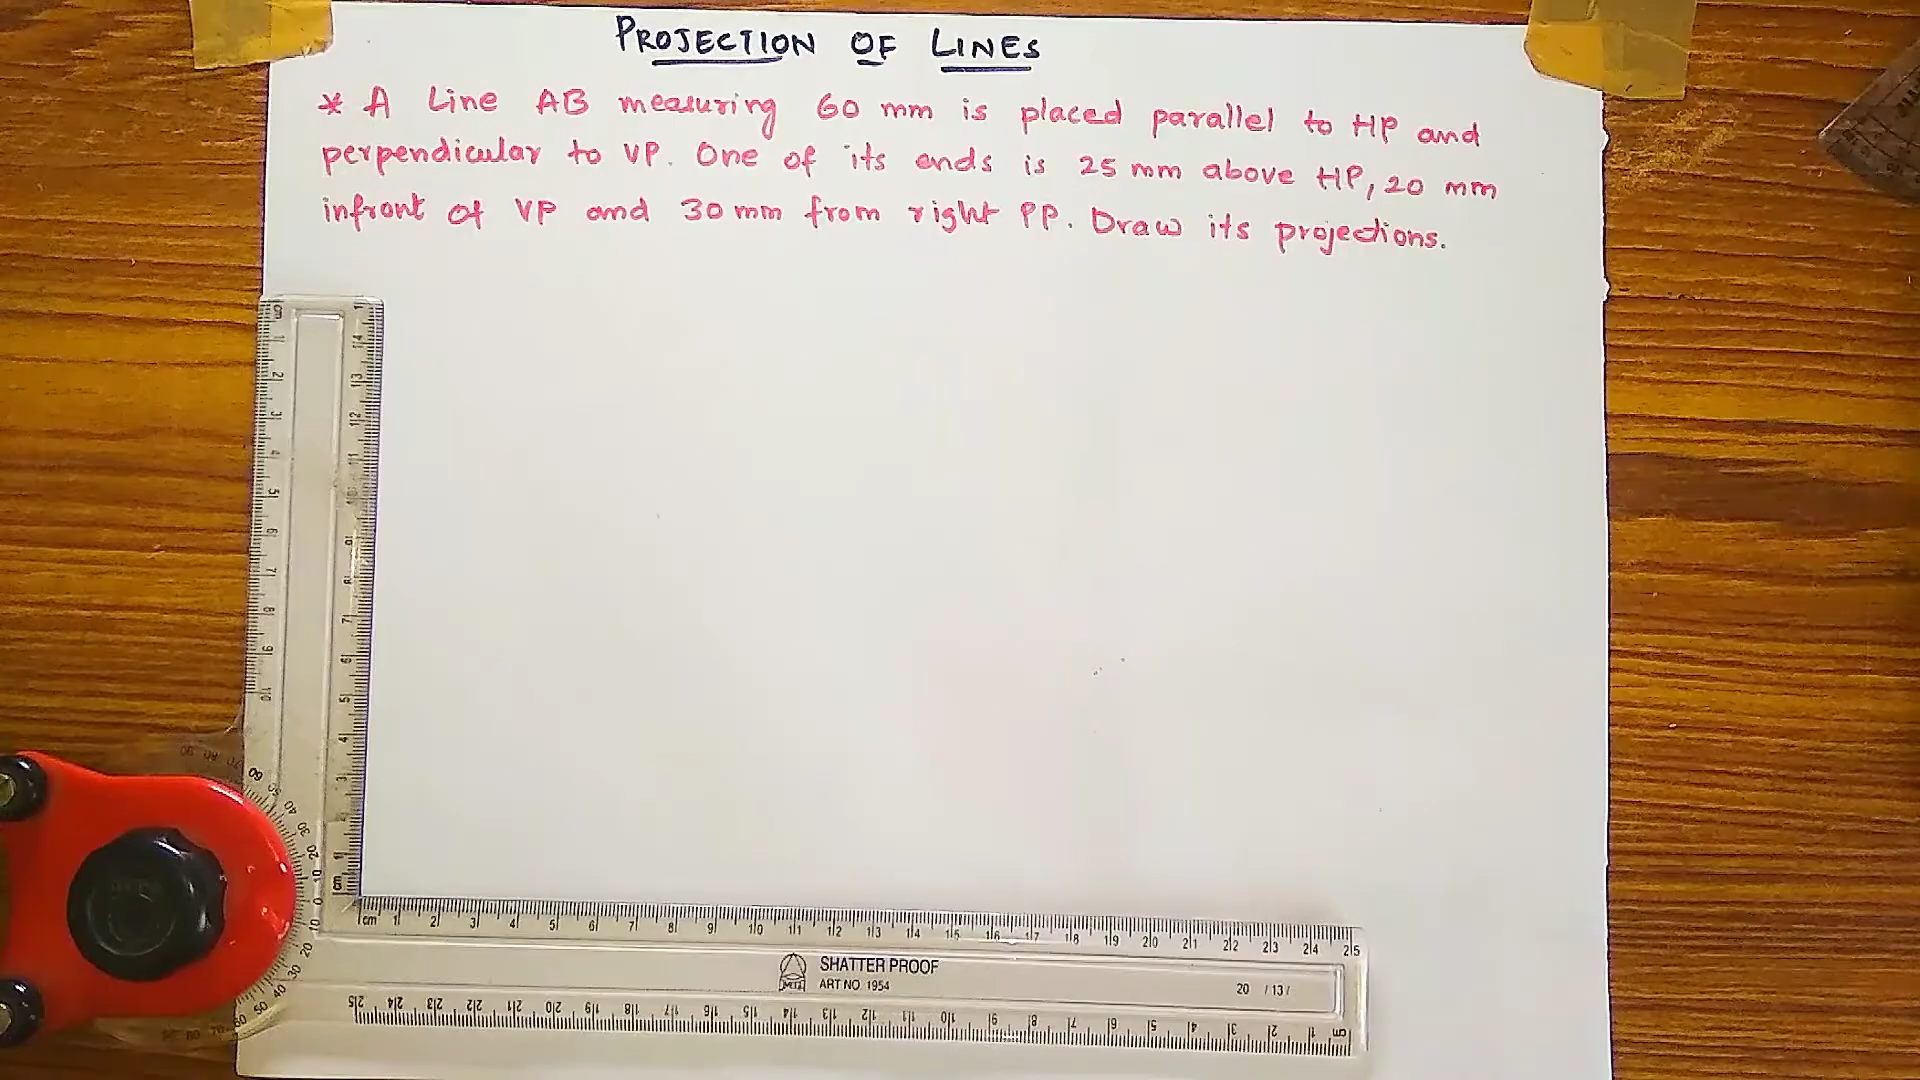 PROJECTION OF LINES
* A Line AB measuring 60 mm is placed parallel to HP and
perpendicular to VP. One of its ends is 25 mm above HP, 20 mm
infront of VP and 30 mm from right PP. Draw its projections.
SHATTER PROOF
ART NO 1954